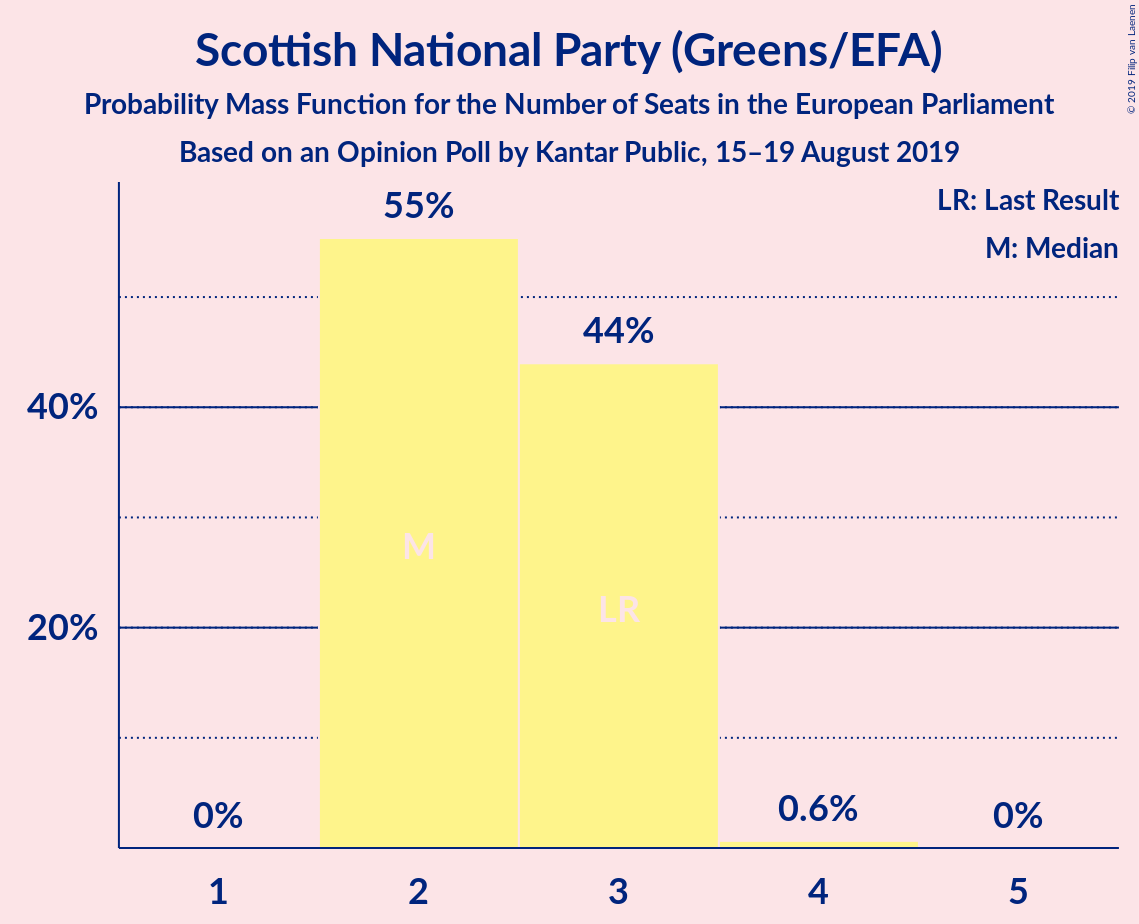 Scottish National Party (Greens/EFA)
Probability Mass Function for the Number of Seats in the European Parliament
Based on an Opinion Poll by Kantar Public, 15–19 August 2019
© 2019 Filip van Laenen
LR: Last Result
M: Median
55%
44%
40%
M
LR
20%
0%
0.6%
0%
1 2 3 4 5